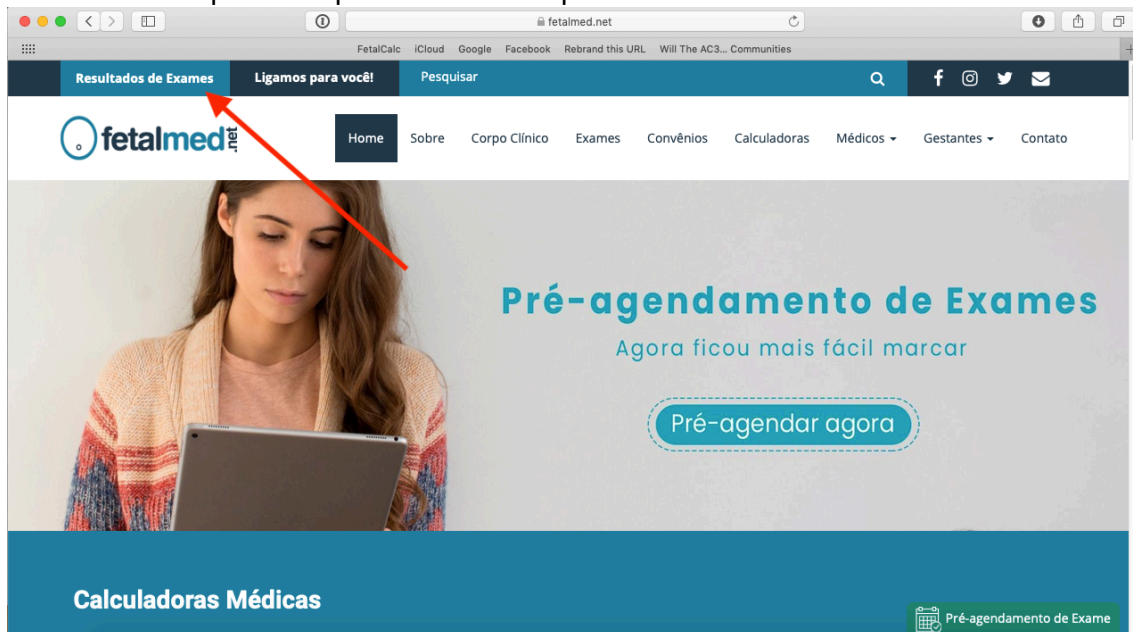 fetalmed.net
FetalCalc iCloud Google Facebook Rebrand this URL Will The AC3... Communities
Resultados de Exames Ligamos para você! Pesquisar
fetalmed.net
Home Sobre Corpo Clínico Exames Convênios Calculadoras Médicos Gestantes Contato
Pré-agendamento de Exames
Agora ficou mais fácil marcar
Pré-agendar agora
Calculadoras Médicas
Pré-agendamento de Exame